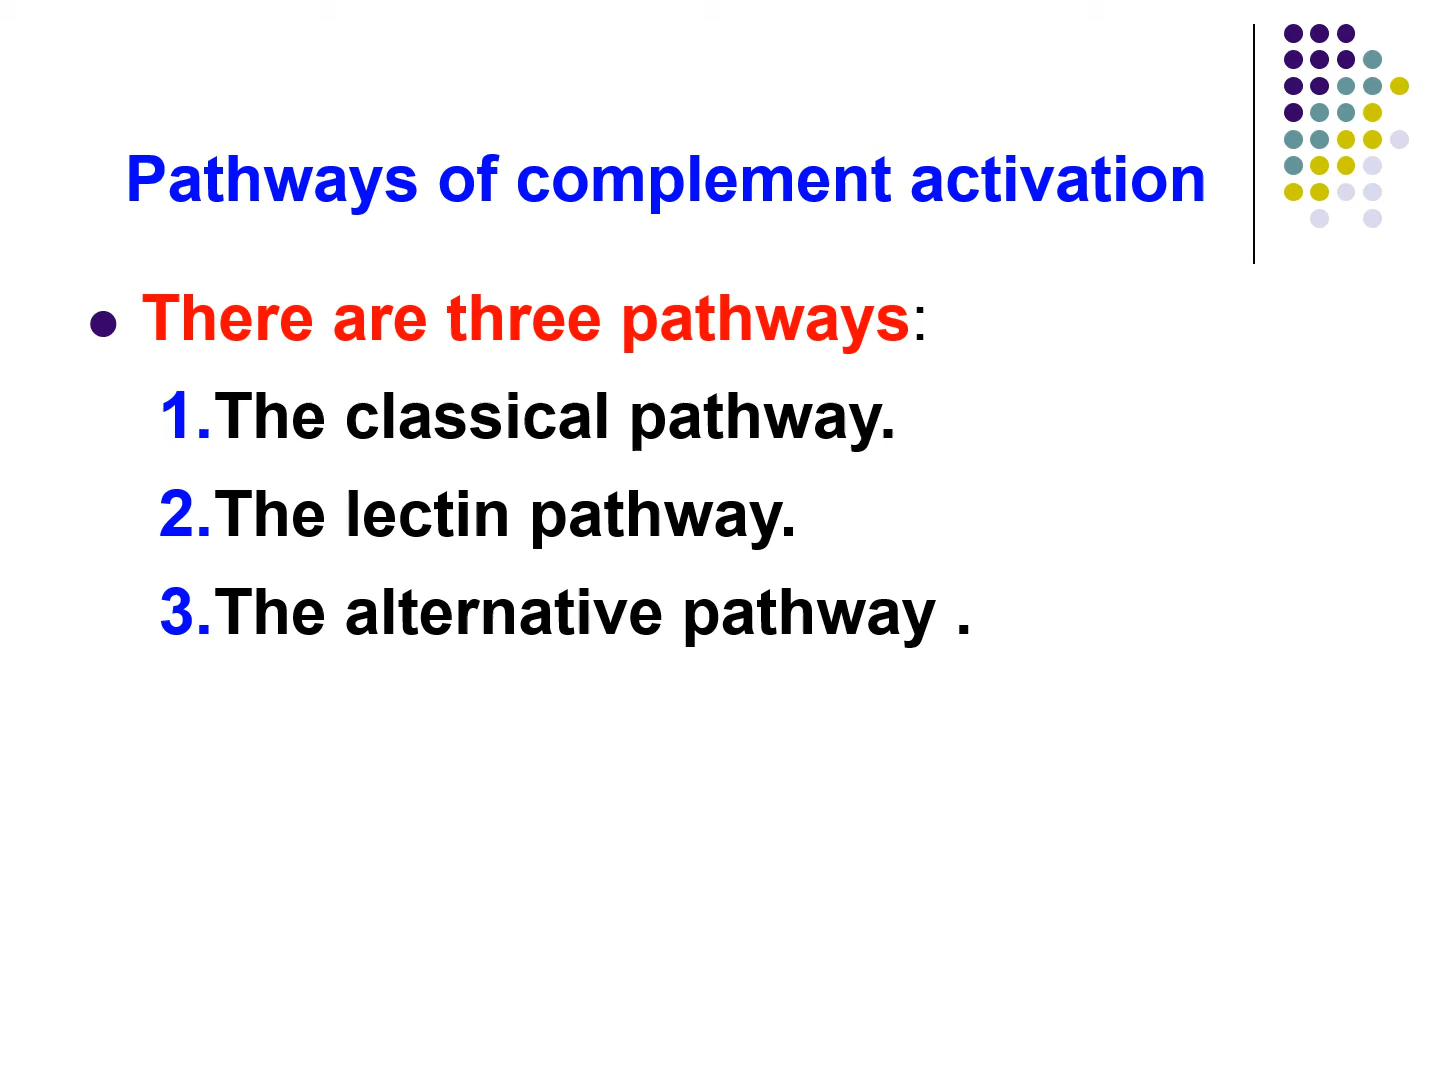 Pathways of complement activation
There are three pathways:
1.The classical pathway.
2.The lectin pathway.
3.The alternative pathway .